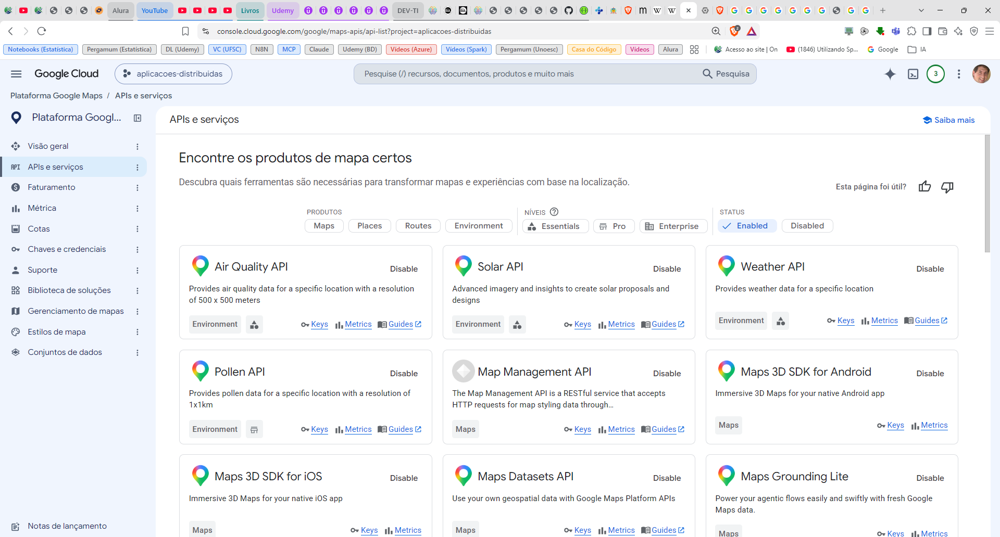 Alura
YouTube
Livros
Udemy
DEV-TI
console.cloud.google.com/google/maps-apis/api-list?project=aplicacoes-distribuidas
2
Notebooks (Estatística)
Pergamum (Estatística)
DL (Udemy)
VC (UFSC)
N8N
MCP
Claude
Udemy (BD)
Vídeos (Azure)
Vídeos (Spark)
Pergamum (Unoesc)
Casa do Código
Vídeos
Alura
Acesso ao site | On
(1846) Utilizando Sp...
Google
IA
Google Cloud
aplicacoes-distribuidas
Pesquise (/) recursos, documentos, produtos e muito mais
Pesquisa
3
Plataforma Google Maps / APIs e serviços
Plataforma Googl...
Visão geral
API APIs e serviços
Faturamento
Métrica
Cotas
Chaves e credenciais
Suporte
Biblioteca de soluções
Gerenciamento de mapas
Estilos de mapa
Conjuntos de dados
Notas de lançamento
APIs e serviços
Saiba mais
Encontre os produtos de mapa certos
Descubra quais ferramentas são necessárias para transformar mapas e experiências com base na localização.
Esta página foi útil?
PRODUTOS
Maps
Places
Routes
Environment
NÍVEIS
Essentials
Pro
Enterprise
STATUS
Enabled
Disabled
Air Quality API
Disable
Provides air quality data for a specific location with a resolution
of 500 x 500 meters
Environment
Keys
Metrics
Guides
Solar API
Disable
Advanced imagery and insights to create solar proposals and
designs
Environment
Keys
Metrics
Guides
Weather API
Disable
Provides weather data for a specific location
Environment
Keys
Metrics
Guides
Pollen API
Disable
Provides pollen data for a specific location with a resolution of
1x1km
Environment
Keys
Metrics
Guides
Map Management API
Disable
The Map Management API is a RESTful service that accepts
HTTP requests for map styling data through...
Maps
Keys
Metrics
Guides
Maps 3D SDK for Android
Disable
Immersive 3D Maps for your native Android app
Maps
Keys
Metrics
Maps 3D SDK for iOS
Disable
Immersive 3D Maps for your native iOS app
Maps
Keys
Metrics
Maps Datasets API
Disable
Use your own geospatial data with Google Maps Platform APIs
Maps
Keys
Metrics
Guides
Maps Grounding Lite
Disable
Power your agentic flows easily and swiftly with fresh Google
Maps data.
Maps
Keys
Metrics